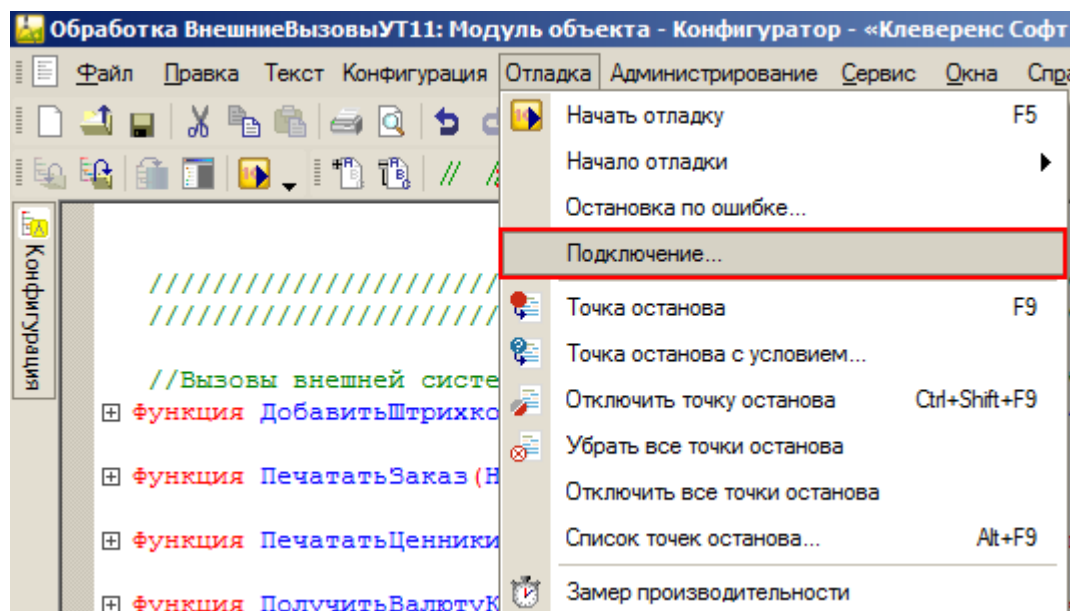 Обработка ВнешниеВызовыУТ11: Модуль объекта - Конфигуратор - «Клеверенс Софт
Файл Правка Текст Конфигурация Отладка Администрирование Сервис Окна Спра
Начать отладку F5
Начало отладки
Остановка по ошибке...
Подключение...
Точка останова F9
Точка останова с условием...
Отключить точку останова Ctrl+Shift+F9
Убрать все точки останова
Отключить все точки останова
Список точек останова... Alt+F9
Замер производительности
Конфигурация
////////////////////////
////////////////////////
//Вызовы внешней систе
Функция ДобавитьШтрихко
Функция ПечататьЗаказ(Н
Функция ПечататьЦенники
Функция ПолучитьВалютуК